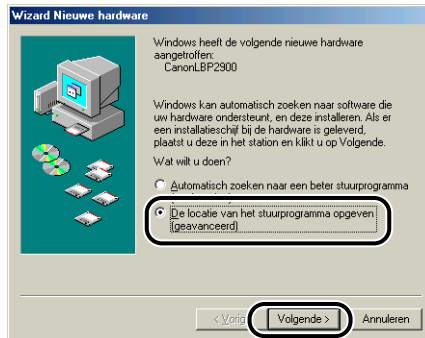 Wizard Nieuwe hardware
Windows heeft de volgende nieuwe hardware
aangetroffen:
CanonLBP2900
Windows kan automatisch zoeken naar software die
uw hardware ondersteunt, en deze installeren. Als er
een installatieschijf bij de hardware is geleverd,
plaatst u deze in het station en klikt u op Volgende.
Wat wilt u doen?
Automatisch zoeken naar een beter stuurprogramma
De locatie van het stuurprogramma opgeven
(geavanceerd)
< Vorig Volgende > Annuleren